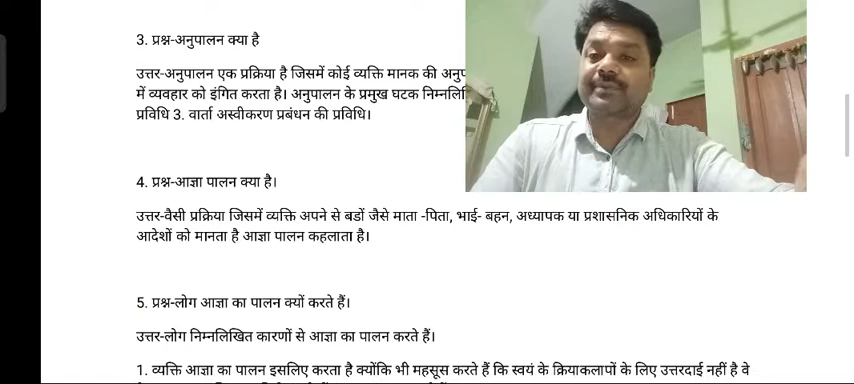 3. प्रश्न-अनुपालन क्या है
उत्तर-अनुपालन एक प्रक्रिया है जिसमें कोई व्यक्ति मानक की
में व्यवहार को इंगित करता है। अनुपालन के प्रमुख घटक
प्रविधि 3. वार्ता अस्वीकरण प्रबंधन की प्रविधि।
4. प्रश्न-आज्ञा पालन क्या है।
उत्तर-वैसी प्रक्रिया जिसमें व्यक्ति अपने से बडों जैसे माता -पिता, भाई- बहन, अध्यापक या प्रशासनिक अधिकारियों के
आदेशों को मानता है आज्ञा पालन कहलाता है।
5. प्रश्न-लोग आज्ञा का पालन क्यों करते हैं।
उत्तर-लोग निम्नलिखित कारणों से आज्ञा का पालन करते हैं।
1. व्यक्ति आज्ञा का पालन इसलिए करता है क्योंकि भी महसूस करते हैं कि स्वयं के क्रियाकलापों के लिए उत्तरदाई नहीं है वे